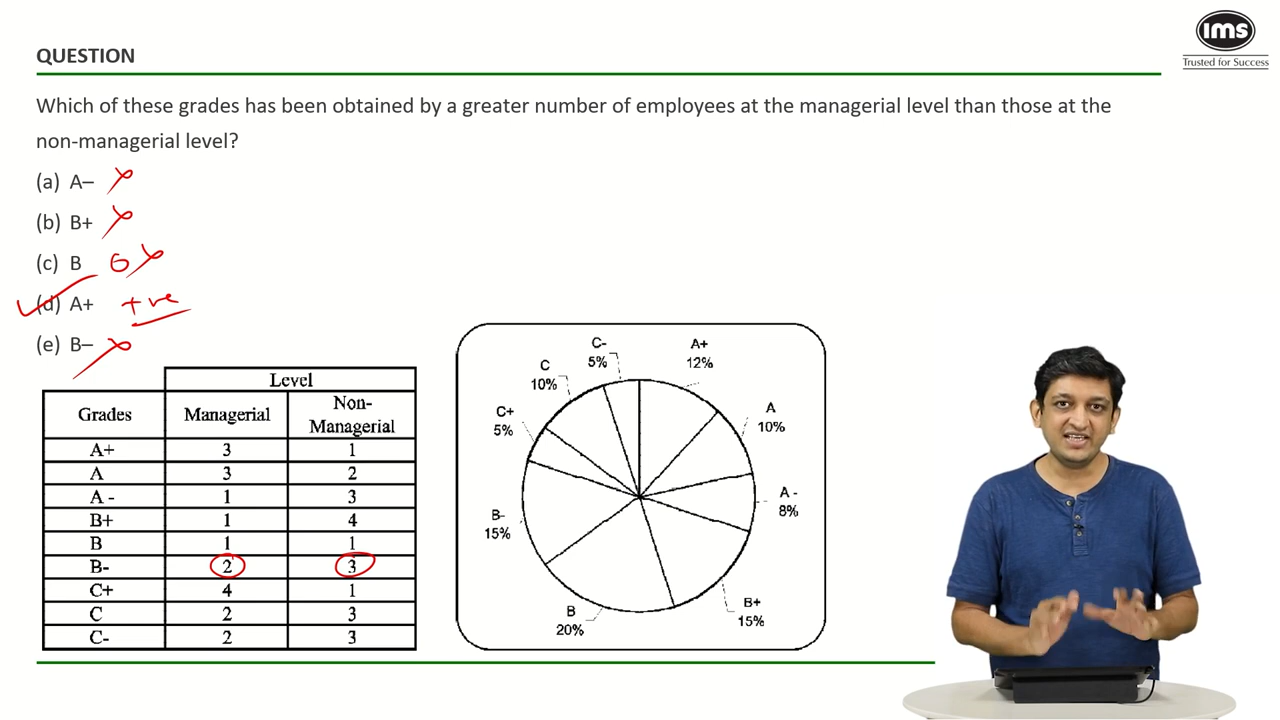 QUESTION
ims
Trusted for Success
Which of these grades has been obtained by a greater number of employees at the managerial level than those at the
non-managerial level?
(a) A–
(b) B+
(c) B 0
(d) A+ +ve
(e) B–
Level
Grades Managerial Non-
Managerial
A+ 3 1
A 3 2
A - 1 3
B+ 1 4
B 1 1
B- 2 3
C+ 4 1
C 2 3
C- 2 3
C-
5%
A+
12%
C
10%
A
10%
C+
5%
A -
8%
B-
15%
B+
15%
B
20%